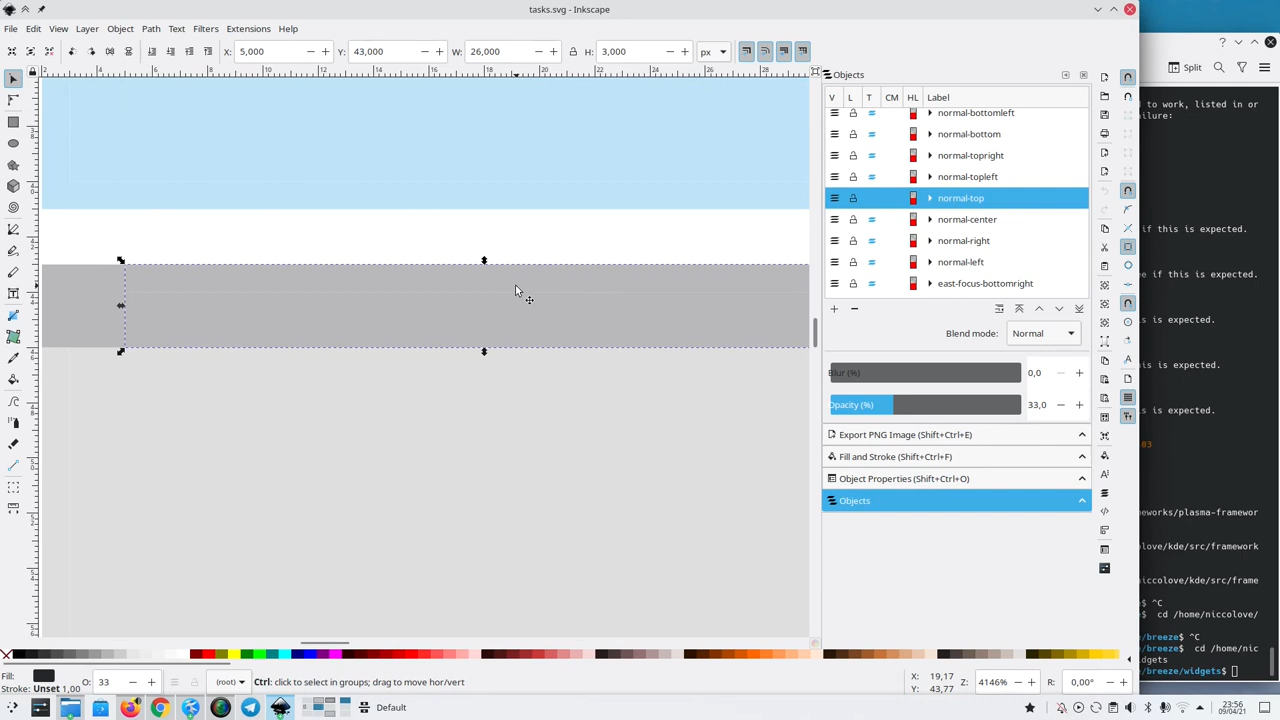 tasks.svg - Inkscape
File Edit View Layer Object Path Text Filters Extensions Help
Split
X: 5,000 Y: 43,000 W: 26,000 H: 3,000 px
Objects
V L T CM HL Label
normal-bottomleft
normal-bottom
normal-topright
normal-topleft
normal-top
normal-center
normal-right
normal-left
east-focus-bottomright
Blend mode: Normal
Blur (%) 0,0
Opacity (%) 33,0
Export PNG Image (Shift+Ctrl+E)
Fill and Stroke (Shift+Ctrl+F)
Object Properties (Shift+Ctrl+O)
Objects
d to work, listed in or
ailure:
if this is expected.
ee if this is expected.
is is expected.
his is expected.
s is expected.
03
eworks/plasma-framewor
olove/kde/src/framework
niccolove/kde/src/frame
$ ^C
$ cd /home/niccolove/
/breeze$ ^C
/breeze$ cd /home/nic
dgets
/breeze/widgets$
Fill:
Stroke: Unset 1,00
O: 33
(root)
Ctrl: click to select in groups; drag to move hor/vert
X: 19,17
Y: 43,77
Z: 4146%
R: 0,00°
Default
23:56
09/04/21